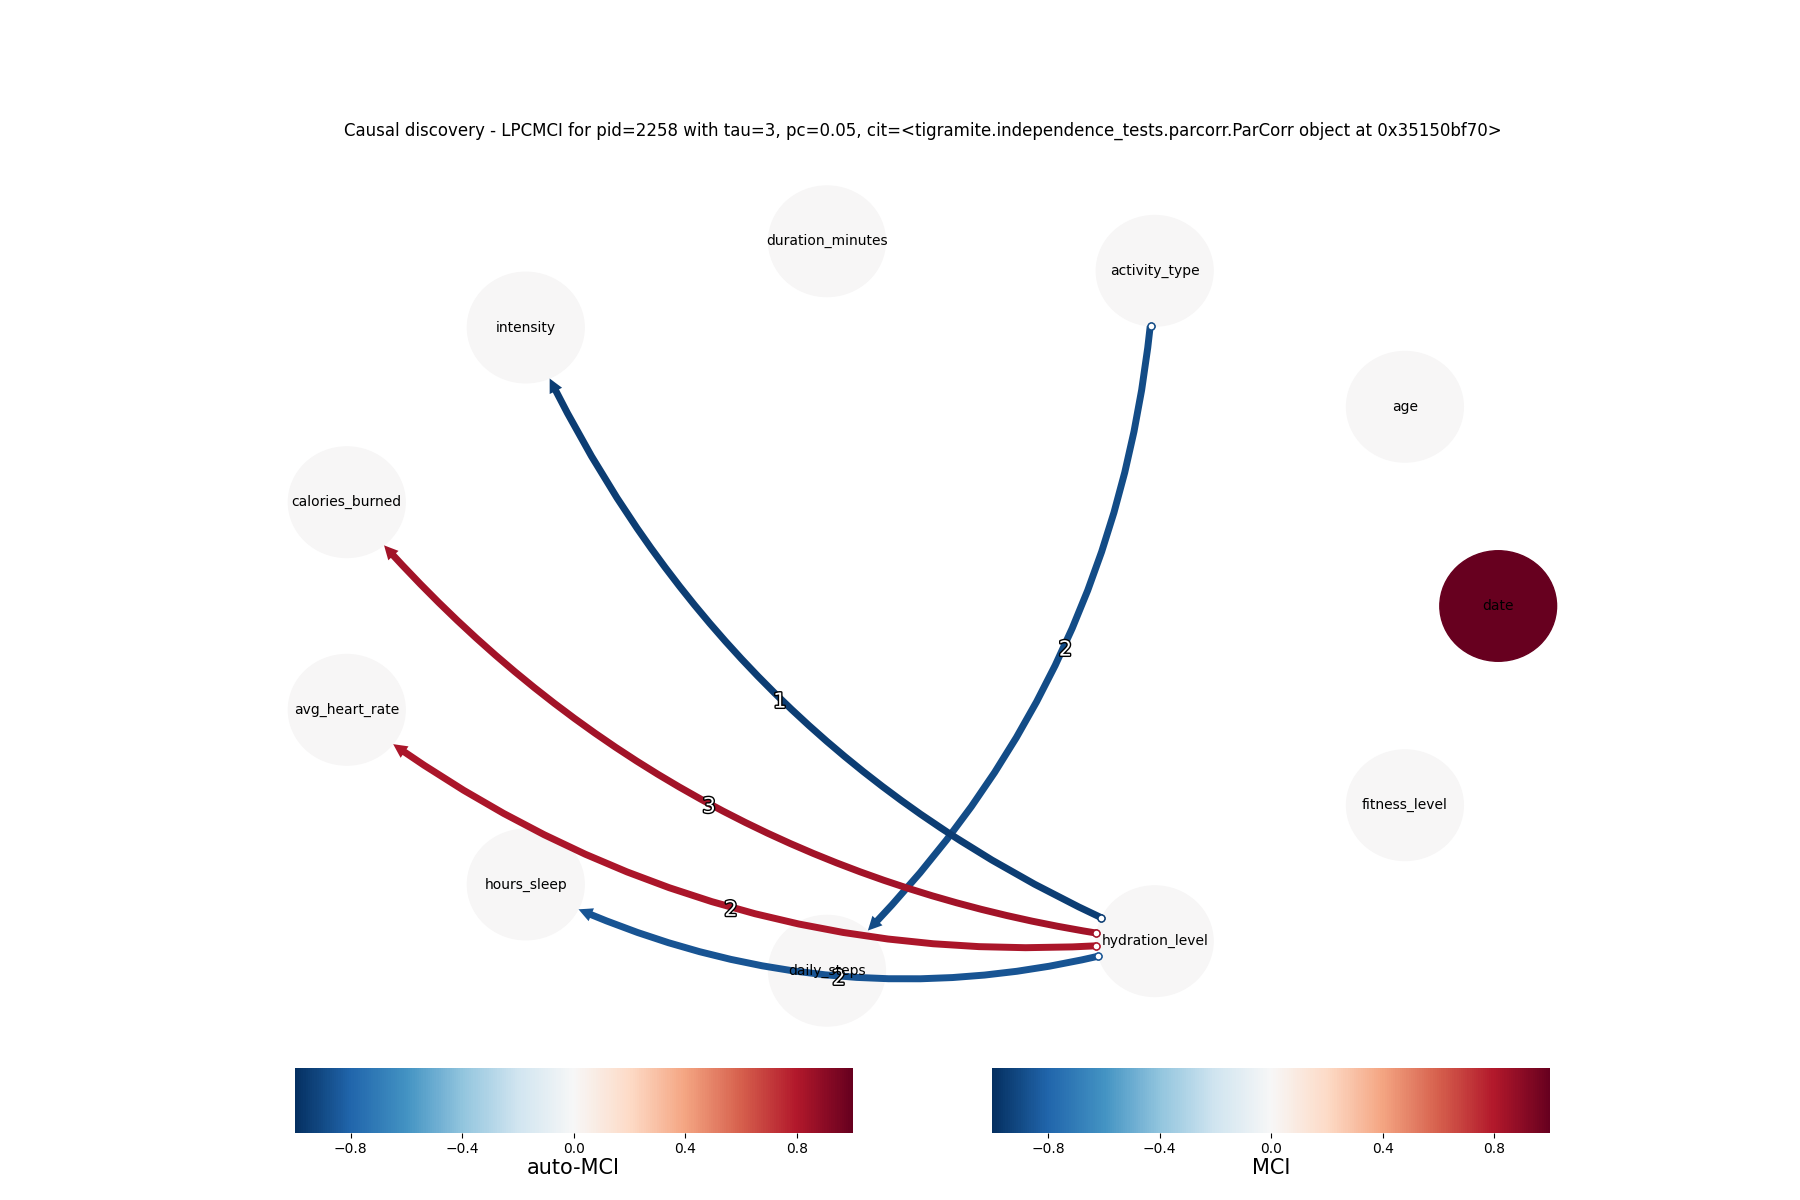 Causal discovery - LPCMCI for pid=2258 with tau=3, pc=0.05, cit=<tigramite.independence_tests.parcorr.ParCorr object at 0x35150bf70>
duration_minutes
activity_type
intensity
age
calories_burned
date
2
1
avg_heart_rate
3
fitness_level
hours_sleep
2
hydration_level
daily_steps
2
−0.8 −0.4 0.0 0.4 0.8
auto-MCI
−0.8 −0.4 0.0 0.4 0.8
MCI